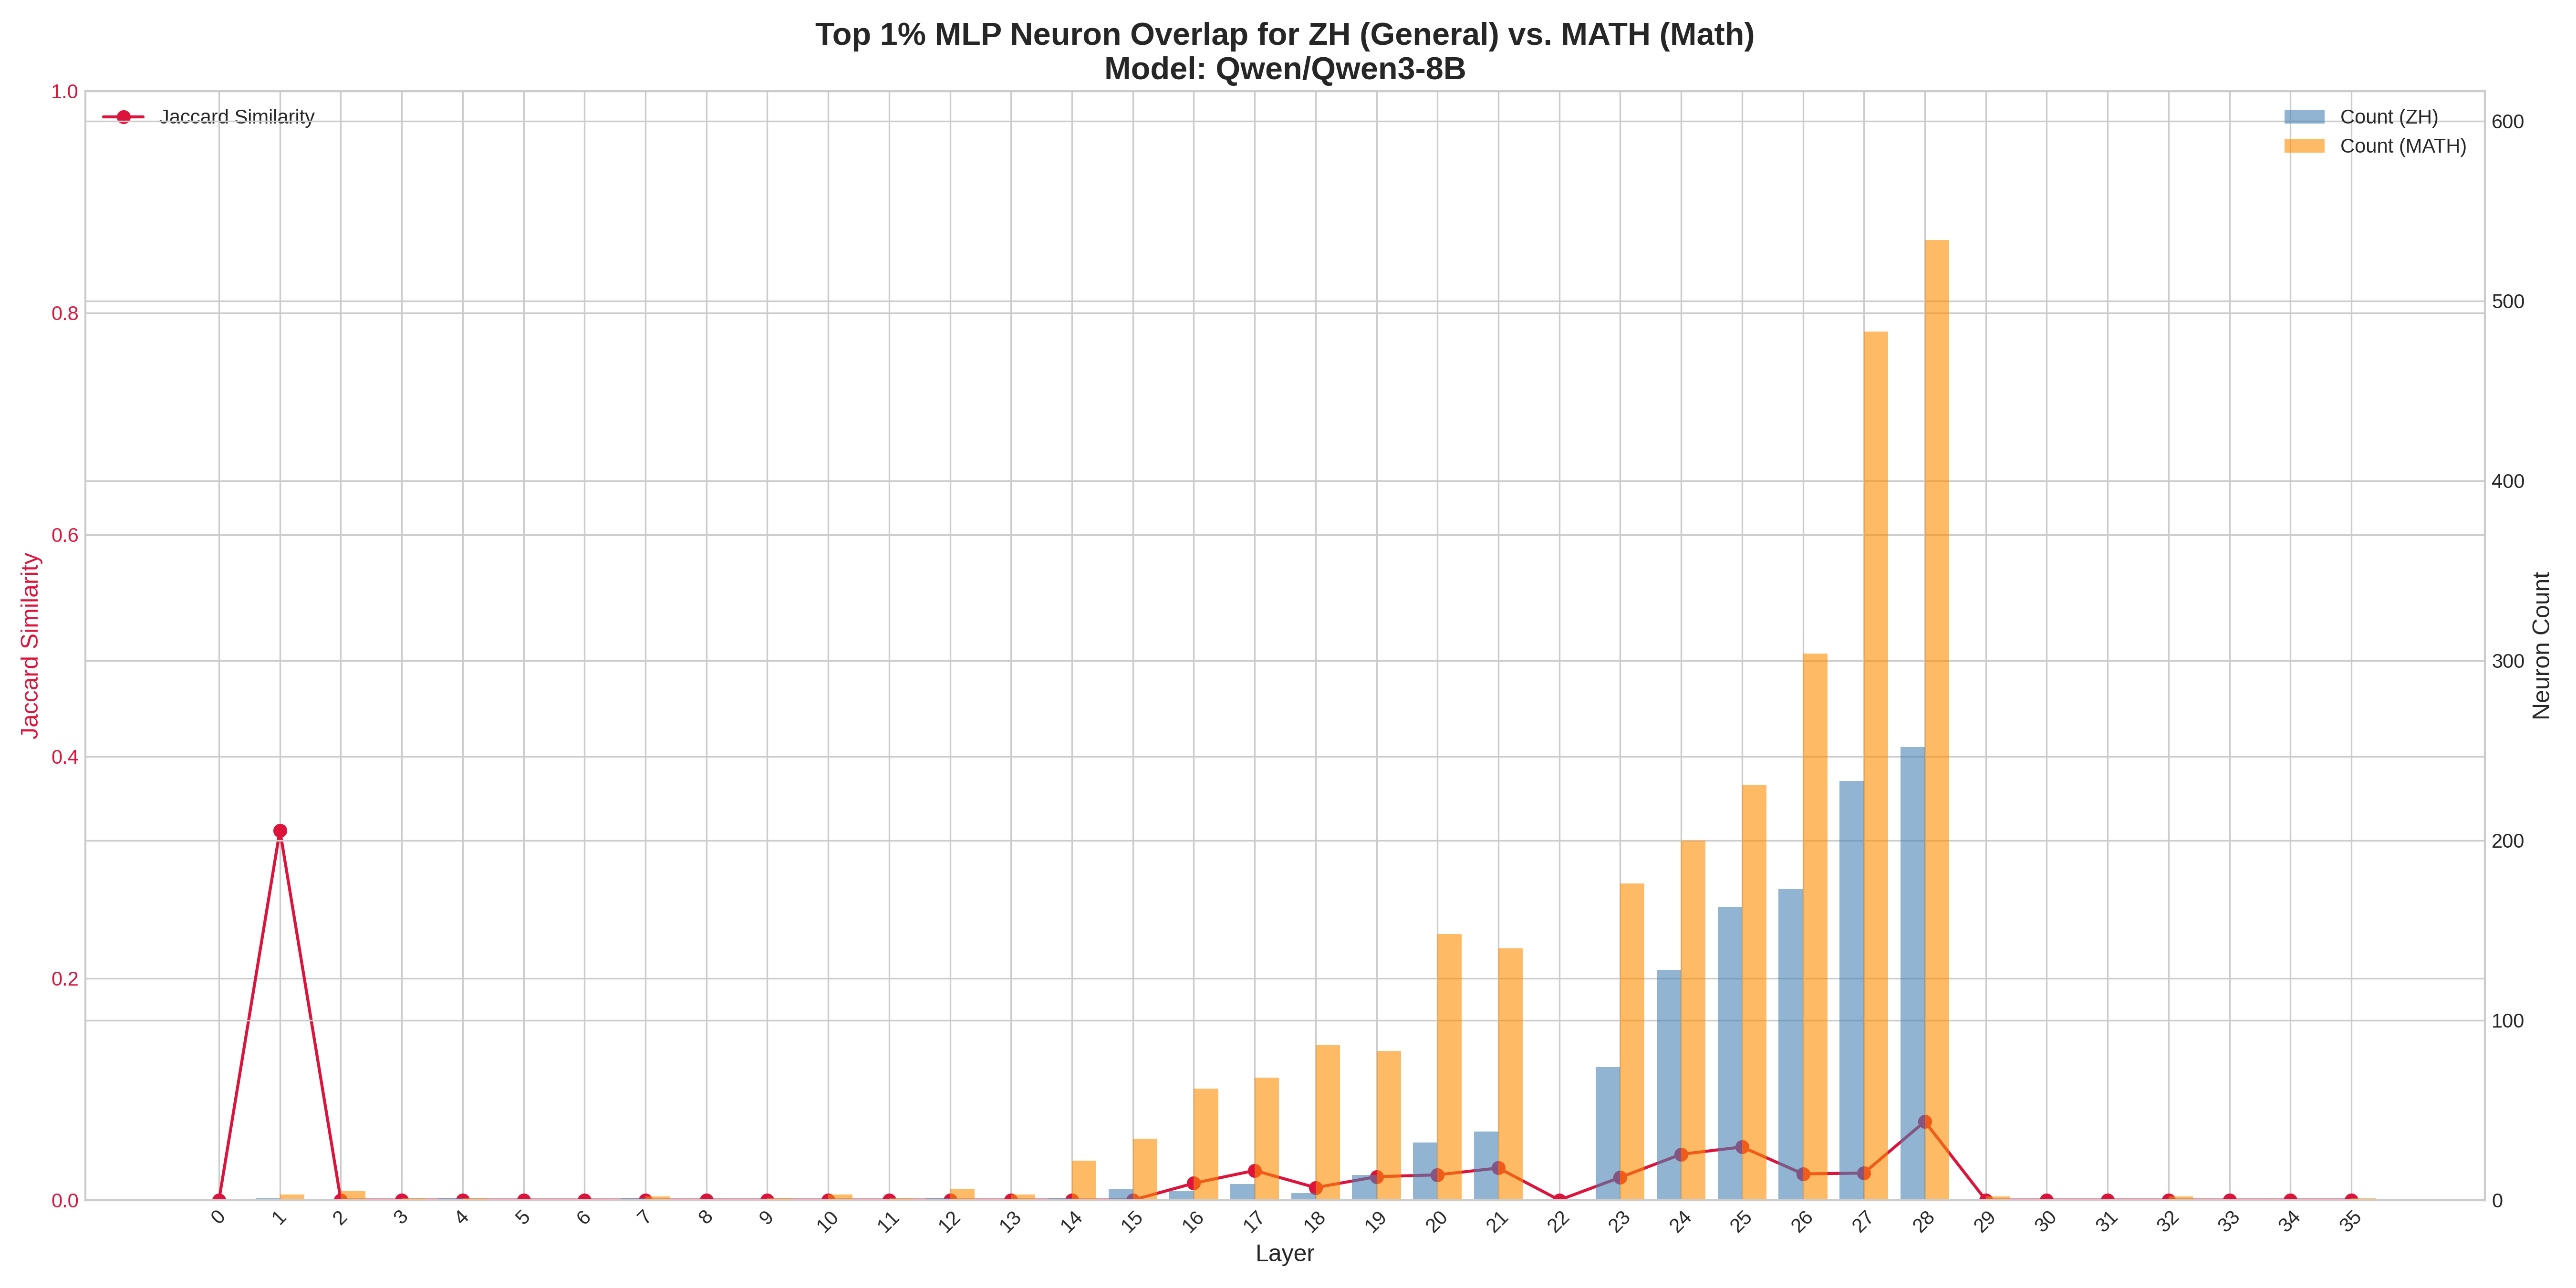 Top 1% MLP Neuron Overlap for ZH (General) vs. MATH (Math)
Model: Qwen/Qwen3-8B
Jaccard Similarity
Count (ZH)
Count (MATH)
1.0
0.8
0.6
0.4
0.2
0.0
Jaccard Similarity
600
500
400
300
200
100
0
Neuron Count
0 1 2 3 4 5 6 7 8 9 10 11 12 13 14 15 16 17 18 19 20 21 22 23 24 25 26 27 28 29 30 31 32 33 34 35
Layer